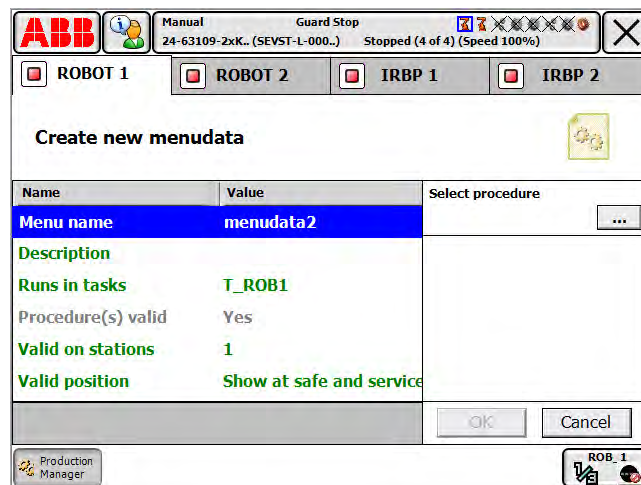 ABB
Manual Guard Stop
24-63109-2xK.. (SEVST-L-000..) Stopped (4 of 4) (Speed 100%)
ROBOT 1 ROBOT 2 IRBP 1 IRBP 2
Create new menudata
Name Value Select procedure
Menu name menudata2 ...
Description
Runs in tasks T_ROB1
Procedure(s) valid Yes
Valid on stations 1
Valid position Show at safe and service
OK Cancel
Production
Manager
ROB_1
1/3